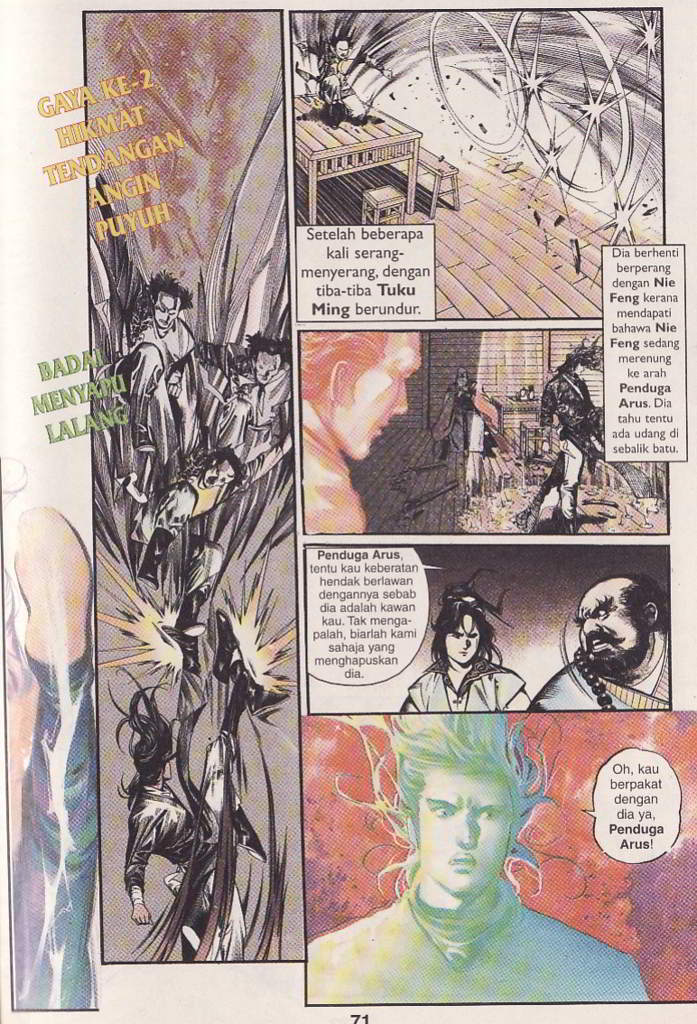 GAYA KE-2
HIKMAT
TENDANGAN
ANGIN
PUYUH
BADAI
MENYAPU
LALANG
Setelah beberapa
kali serang-
menyerang, dengan
tiba-tiba Tuku
Ming berundur.
Dia berhenti
berperang
dengan Nie
Feng kerana
mendapati
bahawa Nie
Feng sedang
merenung
ke arah
Penduga
Arus. Dia
tahu tentu
ada udang di
sebalik batu.
Penduga Arus,
tentu kau keberatan
hendak berlawan
dengannya sebab
dia adalah kawan
kau. Tak menga-
palah, biarlah kami
sahaja yang
menghapuskan
dia.
Oh, kau
berpakat
dengan
dia ya,
Penduga
Arus!
71